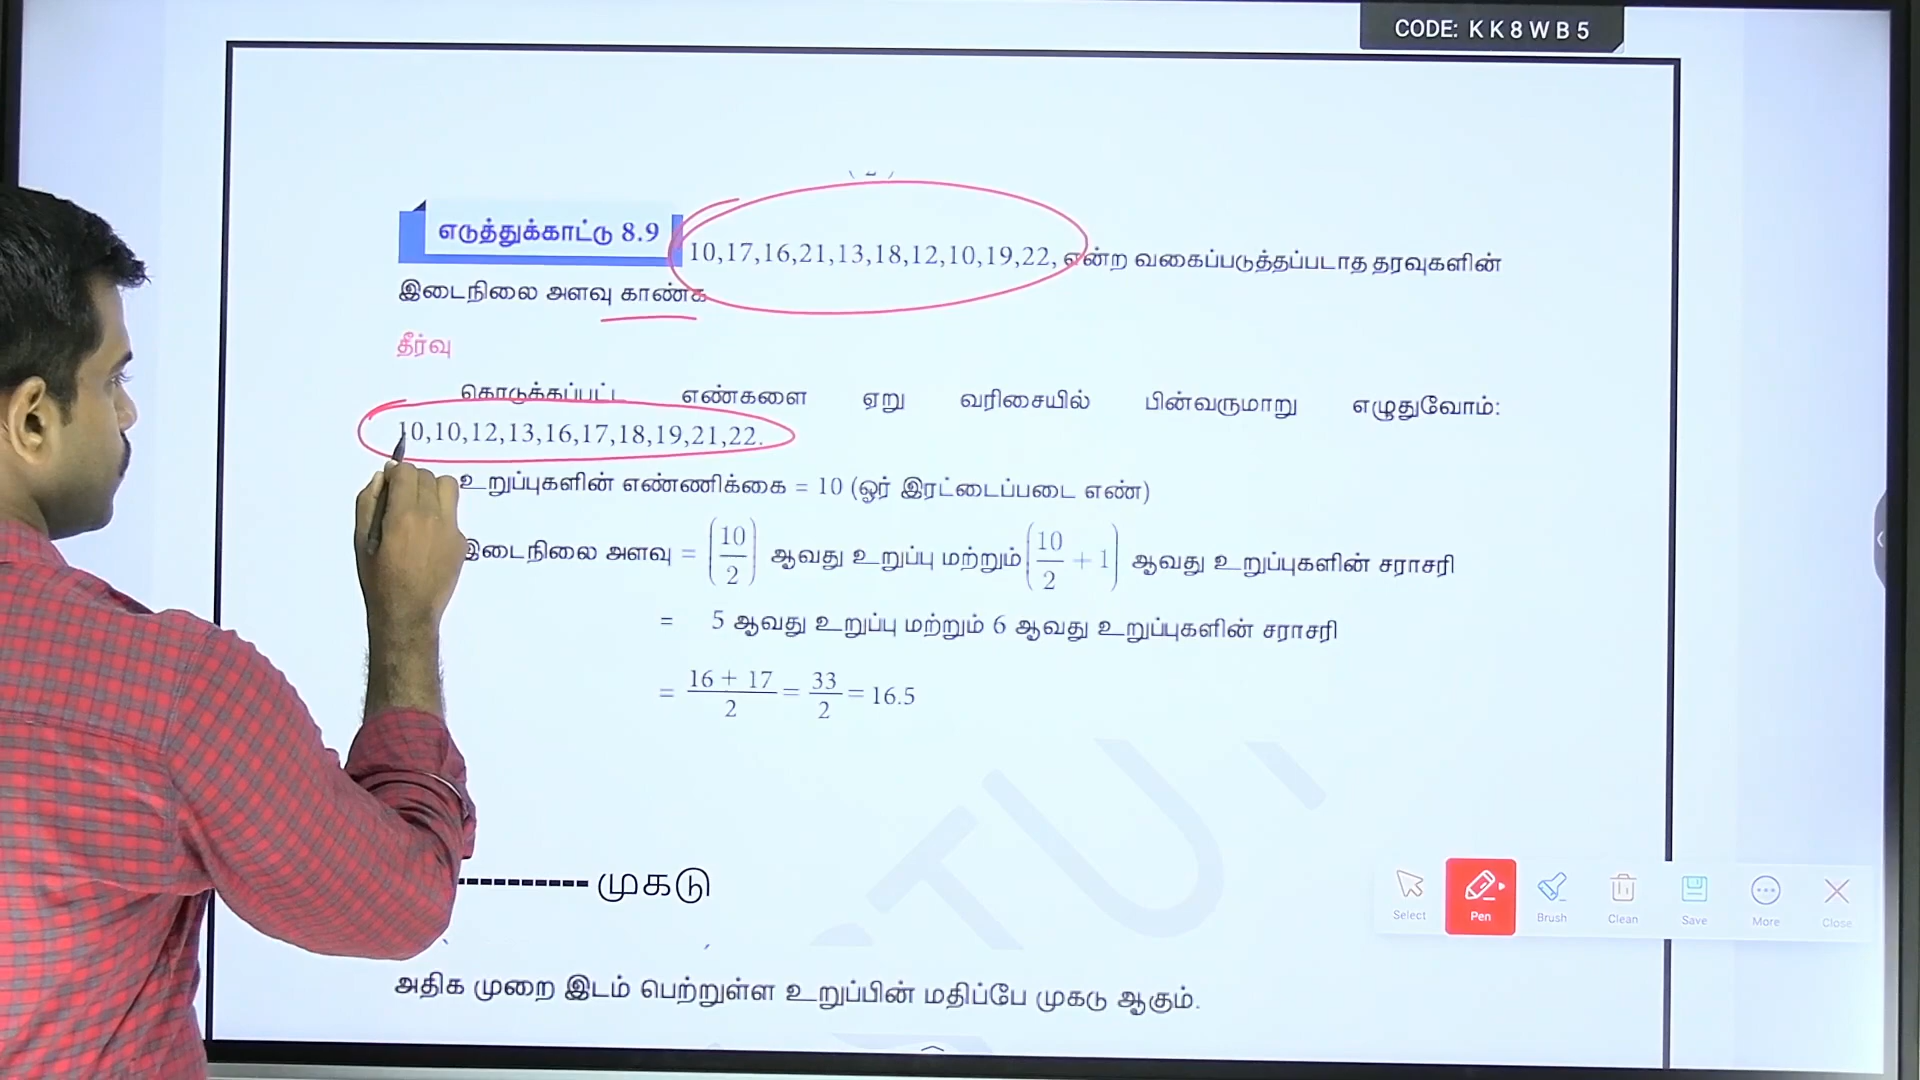 CODE: K K 8 W B 5
எடுத்துக்காட்டு 8.9 10,17,16,21,13,18,12,10,19,22, என்ற வகைப்படுத்தப்படாத தரவுகளின்
இடைநிலை அளவு காண்க
தீர்வு
கொடுக்கப்பட்ட எண்களை ஏறு வரிசையில் பின்வருமாறு எழுதுவோம்:
10,10,12,13,16,17,18,19,21,22.
உறுப்புகளின் எண்ணிக்கை = 10 (ஓர் இரட்டைப்படை எண்)
இடைநிலை அளவு = (10/2) ஆவது உறுப்பு மற்றும் (10/2 + 1) ஆவது உறுப்புகளின் சராசரி
= 5 ஆவது உறுப்பு மற்றும் 6 ஆவது உறுப்புகளின் சராசரி
= (16 + 17)/2 = 33/2 = 16.5
-----------முகடு
அதிக முறை இடம் பெற்றுள்ள உறுப்பின் மதிப்பே முகடு ஆகும்.
Select Pen Brush Clean Save More Close